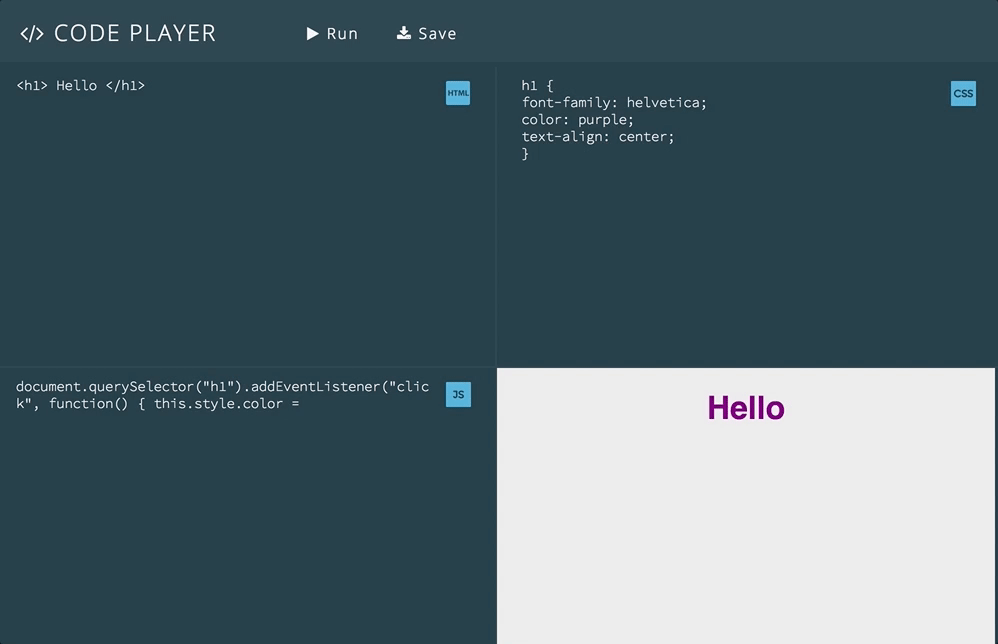 </> CODE PLAYER
Run
Save
<h1> Hello </h1>
HTML
h1 {
font-family: helvetica;
color: purple;
text-align: center;
}
CSS
document.querySelector("h1").addEventListener("clic
k", function() { this.style.color =
JS
Hello